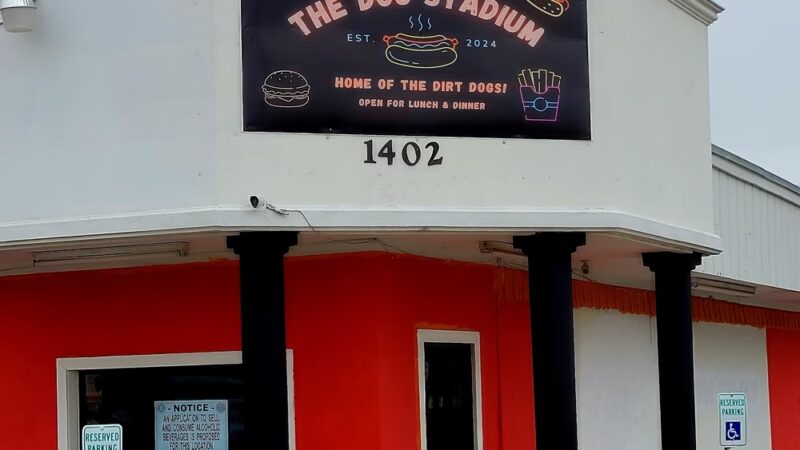 THE DOG STADIUM
EST. 2024
HOME OF THE DIRT DOGS!
OPEN FOR LUNCH & DINNER
1402
- NOTICE -
AN APPLICATION TO SELL
AND CONSUME ALCOHOLIC
BEVERAGES IS PROPOSED
FOR THIS LOCATION.
RESERVED
PARKING
RESERVED
PARKING